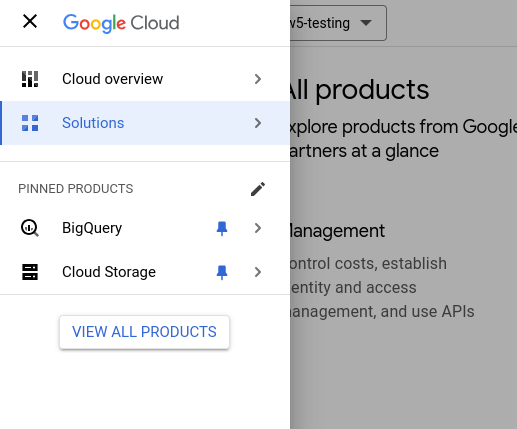 Google Cloud
w5-testing
Cloud overview
Solutions
PINNED PRODUCTS
BigQuery
Cloud Storage
VIEW ALL PRODUCTS
All products
xplore products from Google
artners at a glance
Management
ontrol costs, establish
entity and access
anagement, and use APIs